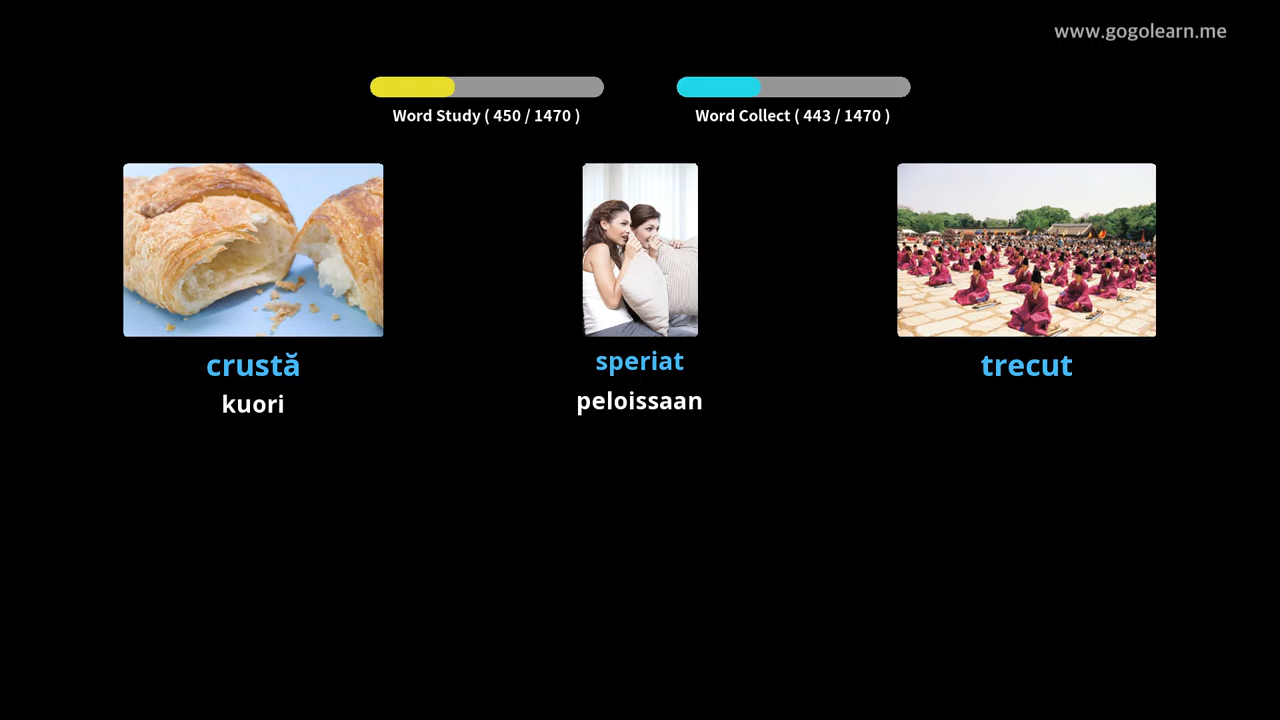 www.gogolearn.me
Word Study ( 450 / 1470 )
Word Collect ( 443 / 1470 )
crustă
kuori
speriat
peloissaan
trecut